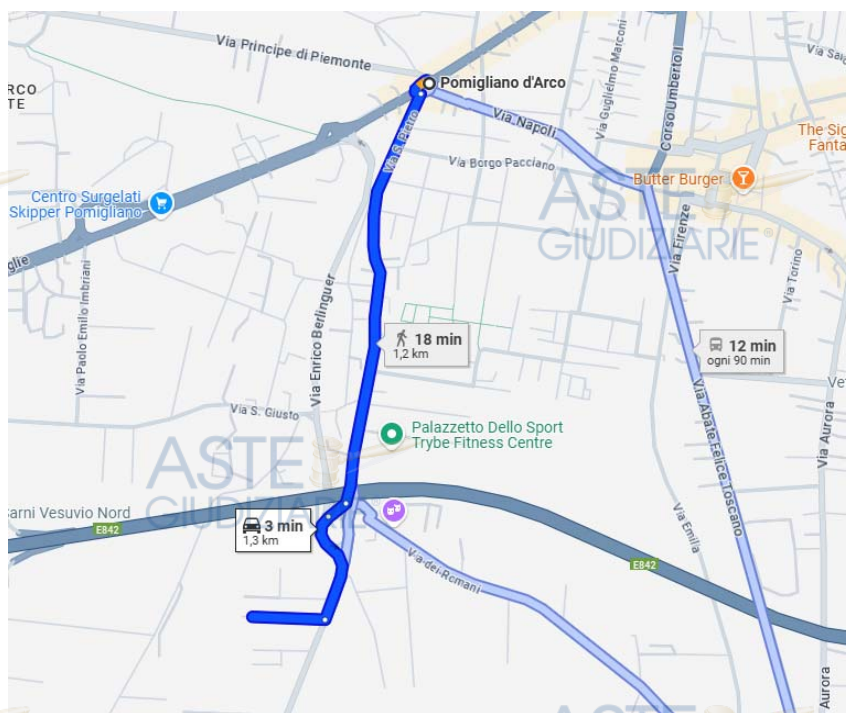 Via Principe di Piemonte
Pomigliano d'Arco
Via Guglielmo Marconi
Corso Umberto I
Via Sal
RCO
TE
Via S. Pietro
Via Napoli
The Sig
Fanta
Via Borgo Pacciano
Butter Burger
Centro Surgelati
Skipper Pomigliano
ASTE
GIUDIZIARIE®
Via Firenze
Via Torino
glie
Via Paolo Emilio Imbriani
Via Enrico Berlinguer
18 min
1,2 km
12 min
ogni 90 min
Via S. Giusto
Vet
Via Abate Felice Toscano
Via Aurora
Palazzetto Dello Sport
Trybe Fitness Centre
ASTE
GIUDIZIARIE
arni Vesuvio Nord
E842
3 min
1,3 km
Via Emilia
Via dei Romani
E842
Aurora
ASTE
ASTE